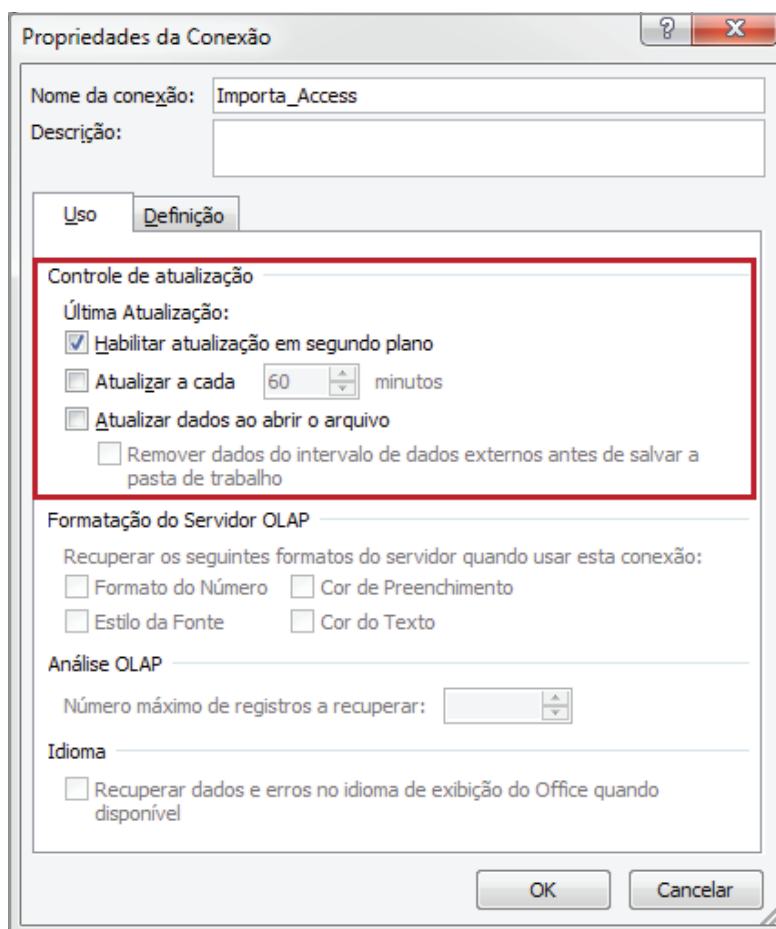 Propriedades da Conexão
Nome da conexão: Importa_Access
Descrição:
Uso Definição
Controle de atualização
Última Atualização:
Habilitar atualização em segundo plano
Atualizar a cada 60 minutos
Atualizar dados ao abrir o arquivo
Remover dados do intervalo de dados externos antes de salvar a
pasta de trabalho
Formatação do Servidor OLAP
Recuperar os seguintes formatos do servidor quando usar esta conexão:
Formato do Número Cor de Preenchimento
Estilo da Fonte Cor do Texto
Análise OLAP
Número máximo de registros a recuperar:
Idioma
Recuperar dados e erros no idioma de exibição do Office quando
disponível
OK Cancelar